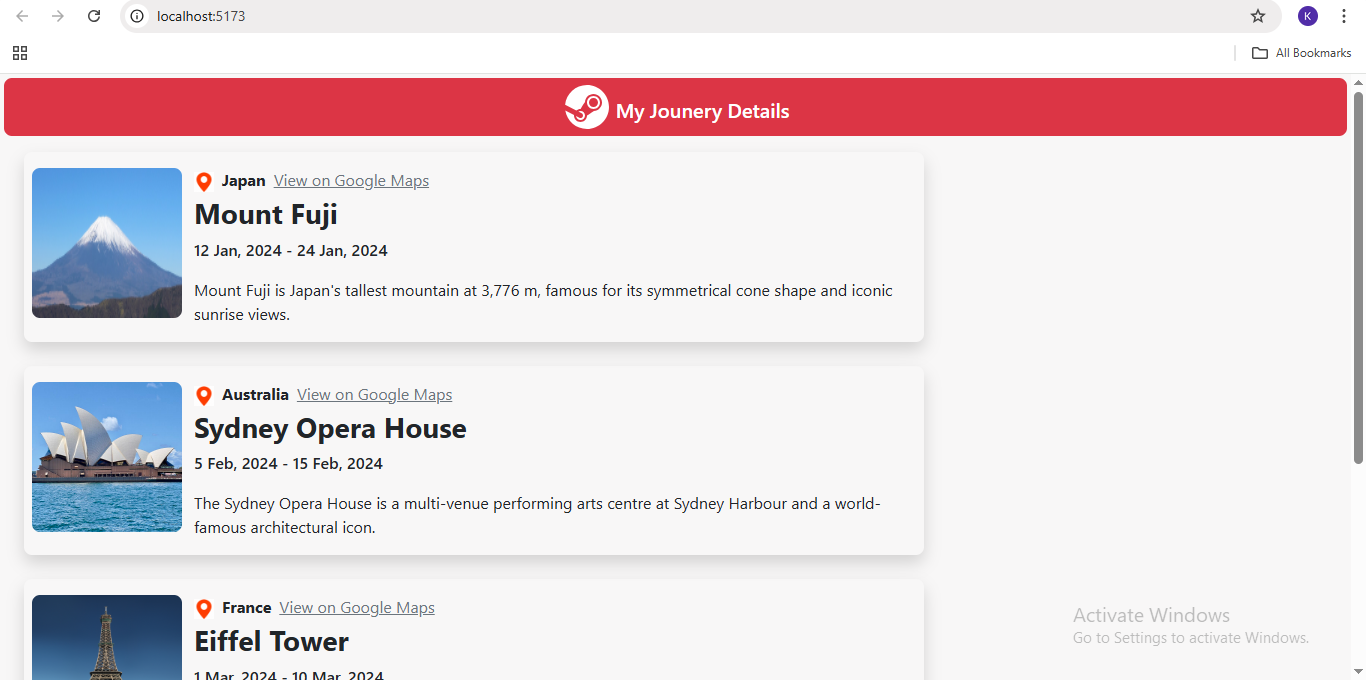 localhost:5173
K
All Bookmarks
My Jounery Details
Japan View on Google Maps
Mount Fuji
12 Jan, 2024 - 24 Jan, 2024
Mount Fuji is Japan's tallest mountain at 3,776 m, famous for its symmetrical cone shape and iconic
sunrise views.
Australia View on Google Maps
Sydney Opera House
5 Feb, 2024 - 15 Feb, 2024
The Sydney Opera House is a multi-venue performing arts centre at Sydney Harbour and a world-
famous architectural icon.
France View on Google Maps
Eiffel Tower
1 Mar, 2024 - 10 Mar, 2024
Activate Windows
Go to Settings to activate Windows.